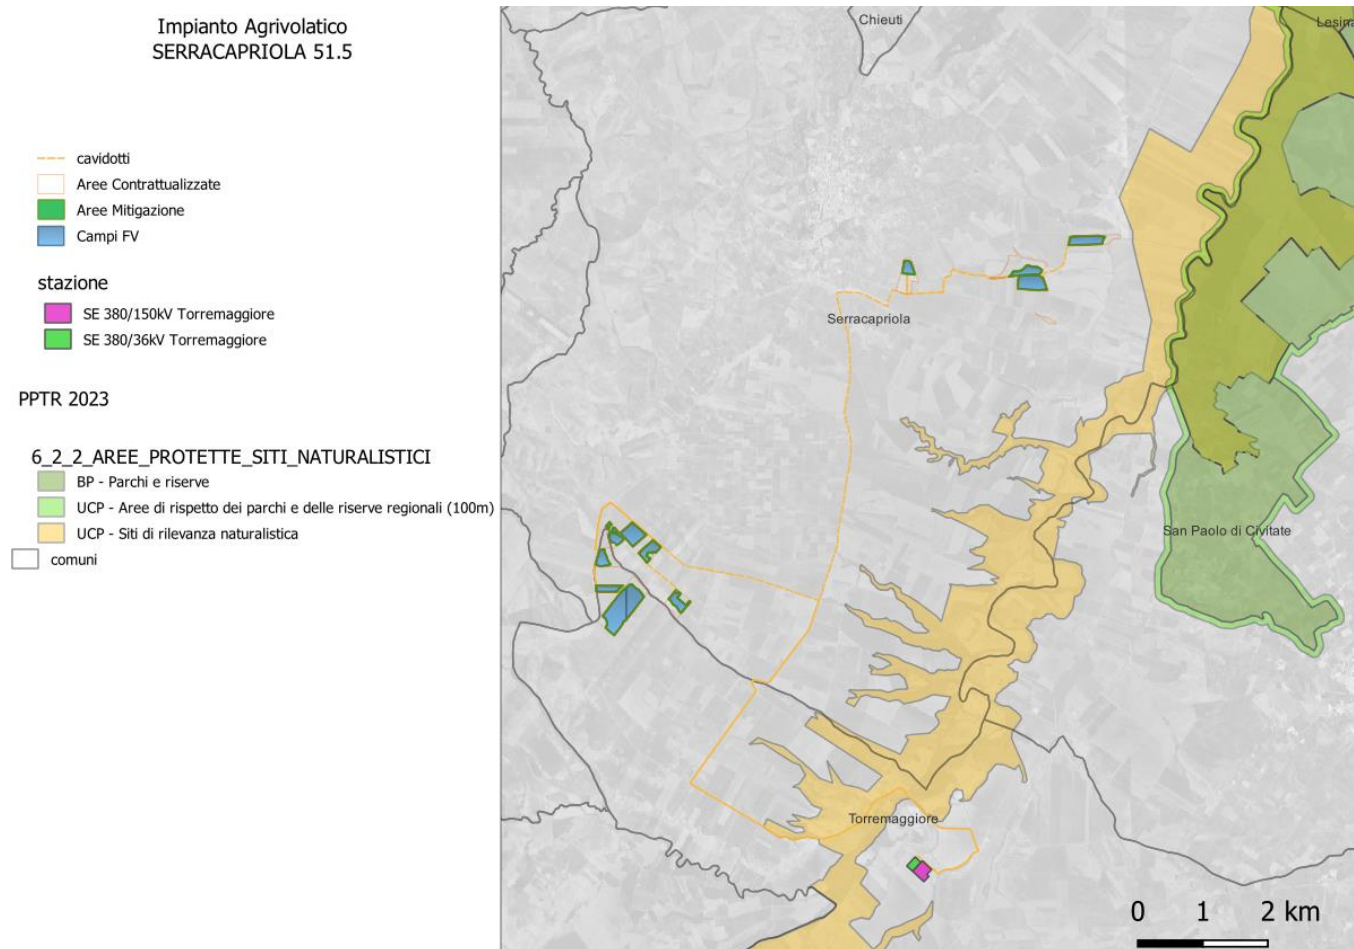 Impianto Agrivolatico
SERRACAPRIOLA 51.5
cavidotti
Aree Contrattualizzate
Aree Mitigazione
Campi FV
stazione
SE 380/150kV Torremaggiore
SE 380/36kV Torremaggiore
PPTR 2023
6_2_2_AREE_PROTETTE_SITI_NATURALISTICI
BP - Parchi e riserve
UCP - Aree di rispetto dei parchi e delle riserve regionali (100m)
UCP - Siti di rilevanza naturalistica
comuni
Chieuti
Serracapriola
San Paolo di Civitate
Torremaggiore
0 1 2 km